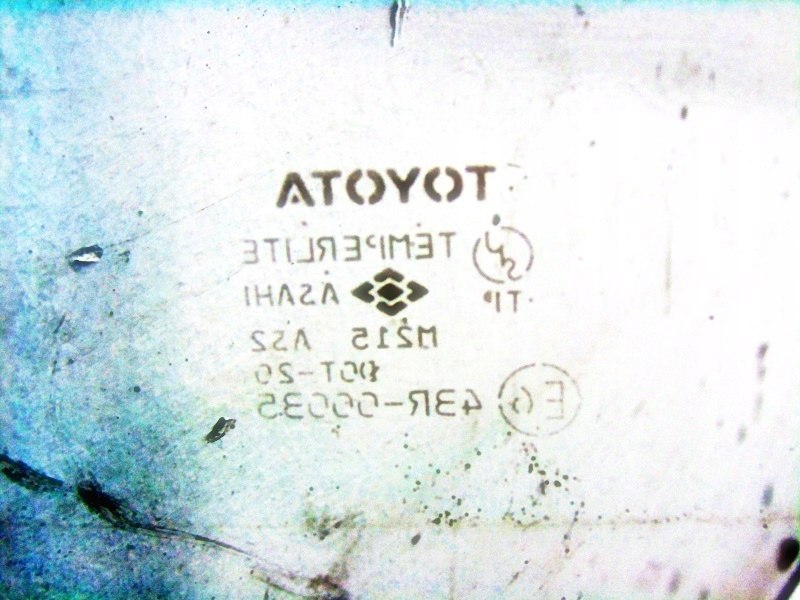 TOYOTA
TEMPERLITE
ASAHI
TP
M215 AS2
DOT-20
E6 43R-00035